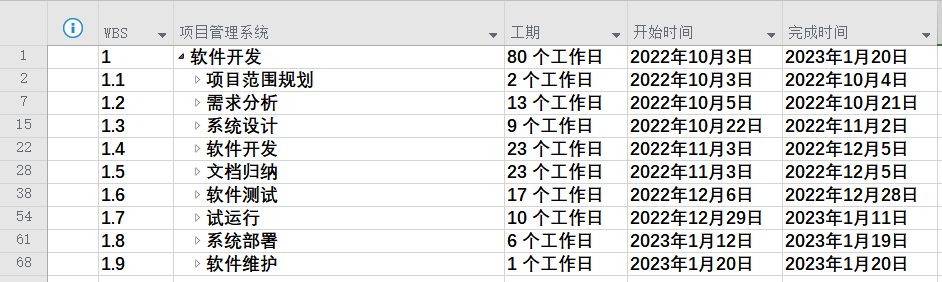 WBS 项目管理系统 工期 开始时间 完成时间
1 1 软件开发 80 个工作日 2022年10月3日 2023年1月20日
2 1.1 项目范围规划 2 个工作日 2022年10月3日 2022年10月4日
7 1.2 需求分析 13 个工作日 2022年10月5日 2022年10月21日
15 1.3 系统设计 9 个工作日 2022年10月22日 2022年11月2日
22 1.4 软件开发 23 个工作日 2022年11月3日 2022年12月5日
28 1.5 文档归纳 23 个工作日 2022年11月3日 2022年12月5日
38 1.6 软件测试 17 个工作日 2022年12月6日 2022年12月28日
54 1.7 试运行 10 个工作日 2022年12月29日 2023年1月11日
61 1.8 系统部署 6 个工作日 2023年1月12日 2023年1月19日
68 1.9 软件维护 1 个工作日 2023年1月20日 2023年1月20日